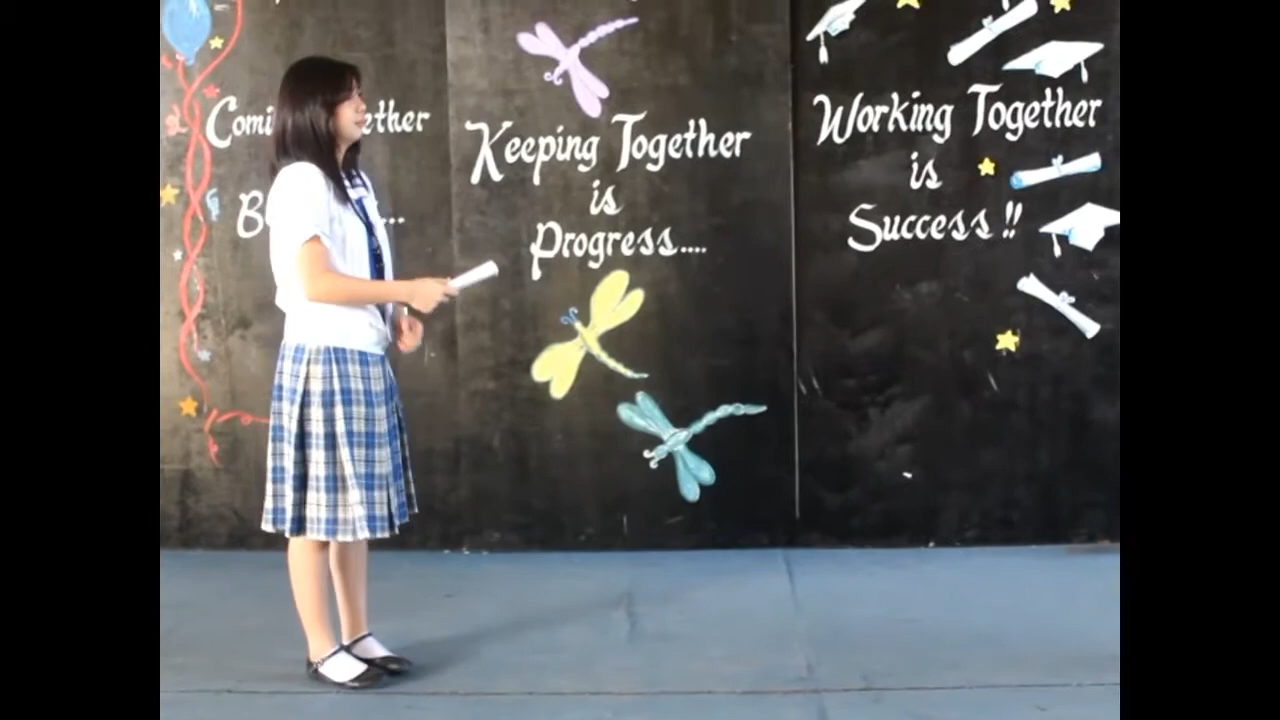 ether
Keeping Together
is
Progress....
Working Together
is
Success !!